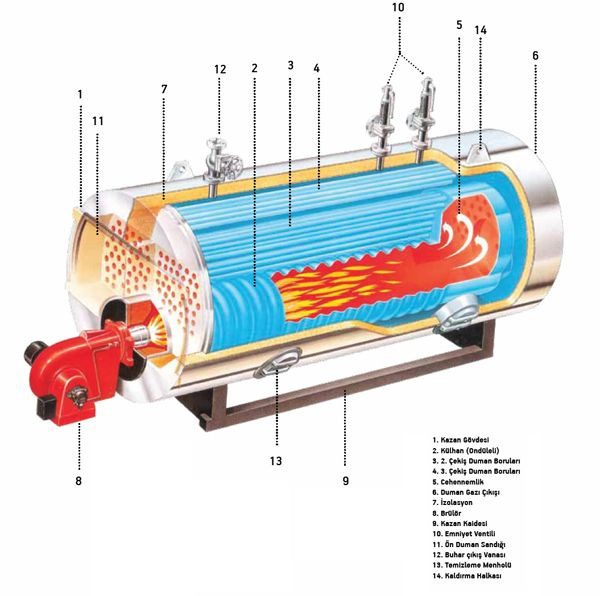 10
5
14
6
3
4
2
12
7
1
11
13
8
9
1. Kazan Gövdesi
2. Külhan (Ondüleli)
3. 2. Çekiş Duman Boruları
4. 3. Çekiş Duman Boruları
5. Cehennemlik
6. Duman Gazı Çıkışı
7. İzolasyon
8. Brülör
9. Kazan Kaidesi
10. Emniyet Ventili
11. Ön Duman Sandığı
12. Buhar çıkış Vanası
13. Temizleme Menholü
14. Kaldırma Halkası